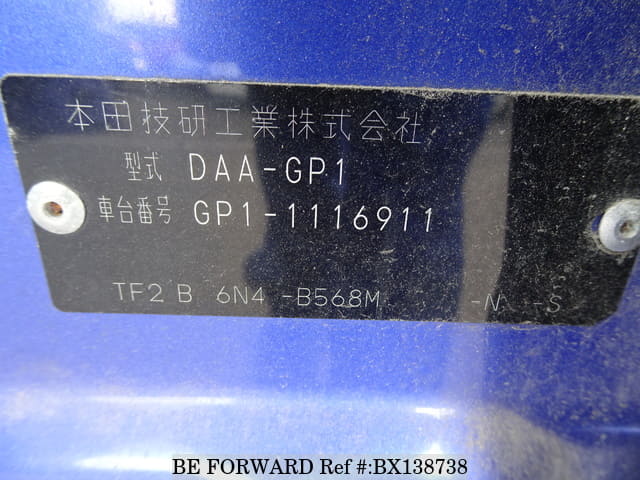 本田技研工業株式会社
型式 DAA-GP1
車台番号 GP1-1116911
TF2 B 6N4 -B568M -N -S
BE FORWARD Ref #:BX138738